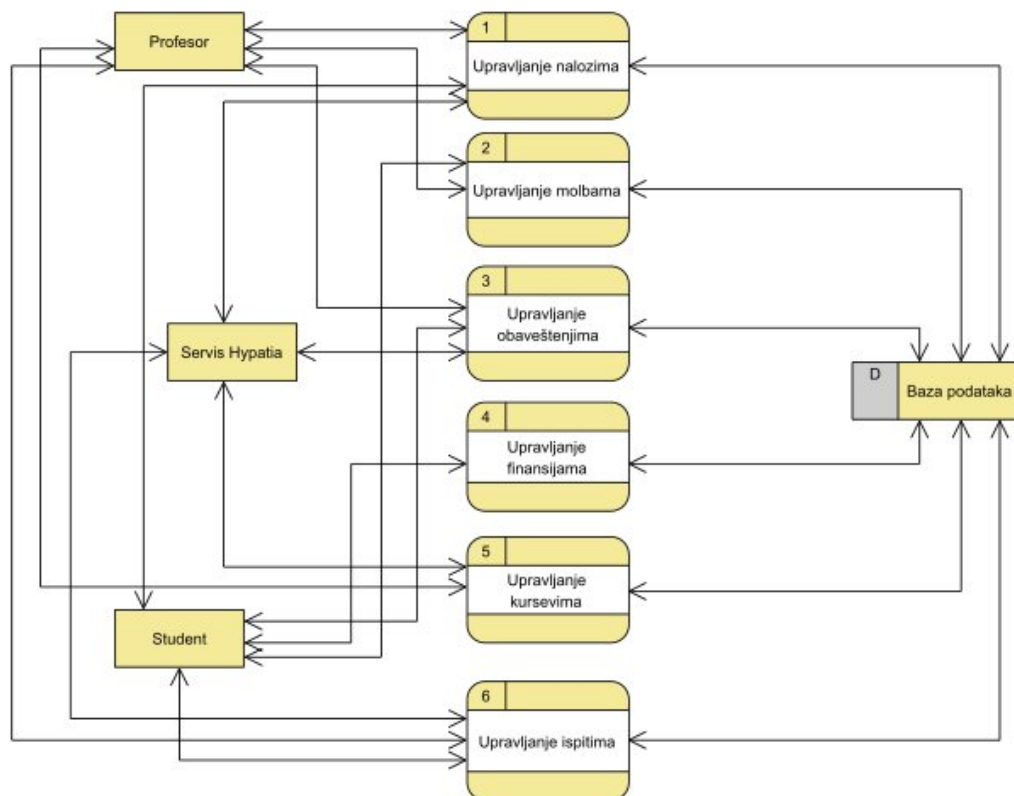 Profesor
1
Upravljanje nalozima
2
Upravljanje molbama
3
Upravljanje
obaveštenjima
Servis Hypatia
D
Baza podataka
4
Upravljanje
finansijama
5
Upravljanje
kursevima
Student
6
Upravljanje ispitima